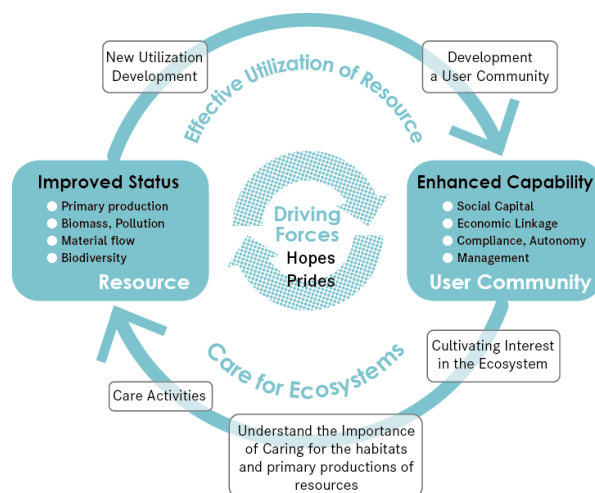 New Utilization
Development
Development
a User Community
Effective Utilization of Resource
Improved Status
Primary production
Biomass, Pollution
Material flow
Biodiversity
Resource
Driving
Forces
Hopes
Prides
Enhanced Capability
Social Capital
Economic Linkage
Compliance, Autonomy
Management
User Community
Cultivating Interest
in the Ecosystem
Care for Ecosystems
Care Activities
Understand the Importance
of Caring for the habitats
and primary productions of
resources